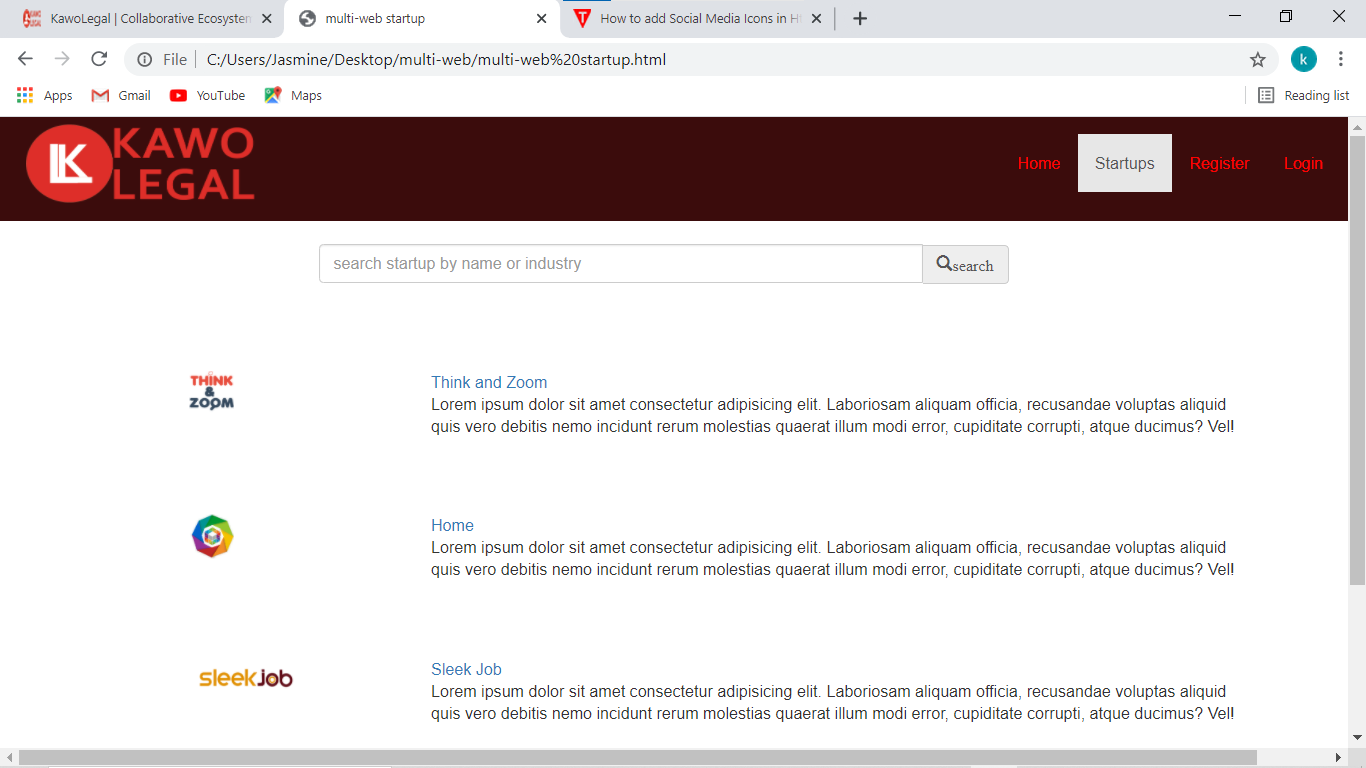 KawoLegal | Collaborative Ecosystem
multi-web startup
How to add Social Media Icons in H
File
C:/Users/Jasmine/Desktop/multi-web/multi-web%20startup.html
k
Apps
Gmail
YouTube
Maps
Reading list
KAWO
LEGAL
Home
Startups
Register
Login
search startup by name or industry
search
THINK
&
ZOOM
Think and Zoom
Lorem ipsum dolor sit amet consectetur adipisicing elit. Laboriosam aliquam officia, recusandae voluptas aliquid
quis vero debitis nemo incidunt rerum molestias quaerat illum modi error, cupiditate corrupti, atque ducimus? Vel!
Home
Lorem ipsum dolor sit amet consectetur adipisicing elit. Laboriosam aliquam officia, recusandae voluptas aliquid
quis vero debitis nemo incidunt rerum molestias quaerat illum modi error, cupiditate corrupti, atque ducimus? Vel!
sleekjob
Sleek Job
Lorem ipsum dolor sit amet consectetur adipisicing elit. Laboriosam aliquam officia, recusandae voluptas aliquid
quis vero debitis nemo incidunt rerum molestias quaerat illum modi error, cupiditate corrupti, atque ducimus? Vel!